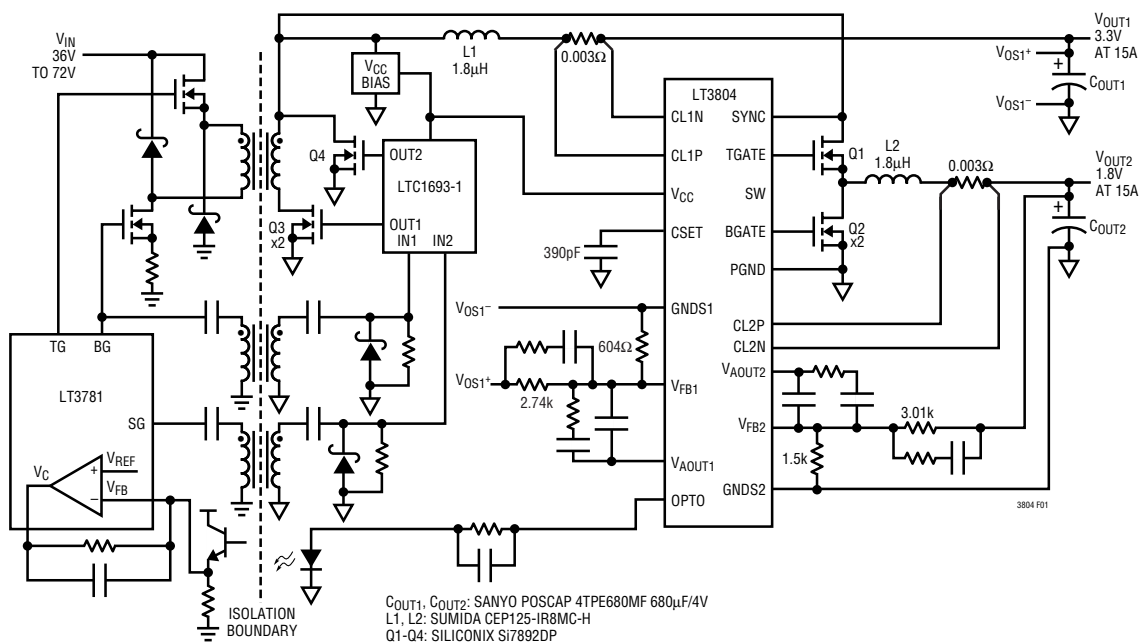 VIN
36V
TO 72V
VCC
BIAS
L1
1.8μH
0.003Ω
VOUT1
3.3V
AT 15A
VOS1+
COUT1
VOS1−
LT3804
CL1N
SYNC
CL1P
TGATE
VCC
SW
CSET
BGATE
PGND
GNDS1
CL2P
CL2N
VAOUT2
VFB1
VFB2
VAOUT1
GNDS2
OPTO
Q1
L2
1.8μH
0.003Ω
VOUT2
1.8V
AT 15A
COUT2
Q2
x2
Q4
OUT2
LTC1693-1
OUT1
IN1
IN2
Q3
x2
390pF
VOS1−
604Ω
VOS1+
2.74k
3.01k
1.5k
TG
BG
LT3781
SG
VC
VREF
VFB
+
−
+
+
ISOLATION
BOUNDARY
3804 F01
COUT1, COUT2: SANYO POSCAP 4TPE680MF 680μF/4V
L1, L2: SUMIDA CEP125-IR8MC-H
Q1-Q4: SILICONIX Si7892DP